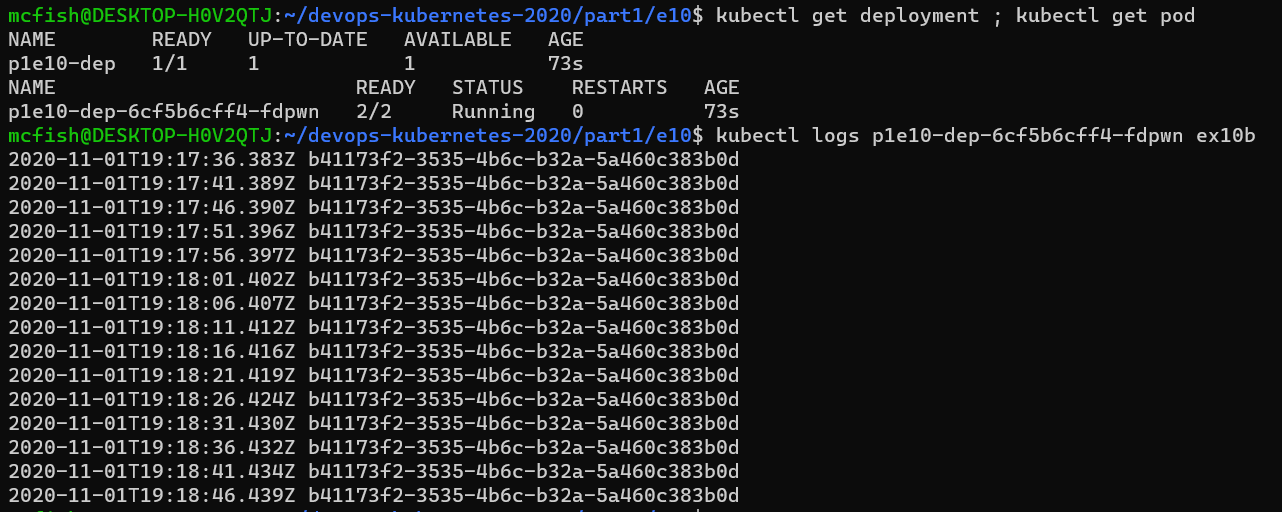 mcfish@DESKTOP-H0V2QTJ:~/devops-kubernetes-2020/part1/e10$ kubectl get deployment ; kubectl get pod
NAME        READY   UP-TO-DATE   AVAILABLE   AGE
p1e10-dep   1/1     1            1           73s
NAME                         READY   STATUS    RESTARTS   AGE
p1e10-dep-6cf5b6cff4-fdpwn   2/2     Running   0          73s
mcfish@DESKTOP-H0V2QTJ:~/devops-kubernetes-2020/part1/e10$ kubectl logs p1e10-dep-6cf5b6cff4-fdpwn ex10b
2020-11-01T19:17:36.383Z b41173f2-3535-4b6c-b32a-5a460c383b0d
2020-11-01T19:17:41.389Z b41173f2-3535-4b6c-b32a-5a460c383b0d
2020-11-01T19:17:46.390Z b41173f2-3535-4b6c-b32a-5a460c383b0d
2020-11-01T19:17:51.396Z b41173f2-3535-4b6c-b32a-5a460c383b0d
2020-11-01T19:17:56.397Z b41173f2-3535-4b6c-b32a-5a460c383b0d
2020-11-01T19:18:01.402Z b41173f2-3535-4b6c-b32a-5a460c383b0d
2020-11-01T19:18:06.407Z b41173f2-3535-4b6c-b32a-5a460c383b0d
2020-11-01T19:18:11.412Z b41173f2-3535-4b6c-b32a-5a460c383b0d
2020-11-01T19:18:16.416Z b41173f2-3535-4b6c-b32a-5a460c383b0d
2020-11-01T19:18:21.419Z b41173f2-3535-4b6c-b32a-5a460c383b0d
2020-11-01T19:18:26.424Z b41173f2-3535-4b6c-b32a-5a460c383b0d
2020-11-01T19:18:31.430Z b41173f2-3535-4b6c-b32a-5a460c383b0d
2020-11-01T19:18:36.432Z b41173f2-3535-4b6c-b32a-5a460c383b0d
2020-11-01T19:18:41.434Z b41173f2-3535-4b6c-b32a-5a460c383b0d
2020-11-01T19:18:46.439Z b41173f2-3535-4b6c-b32a-5a460c383b0d